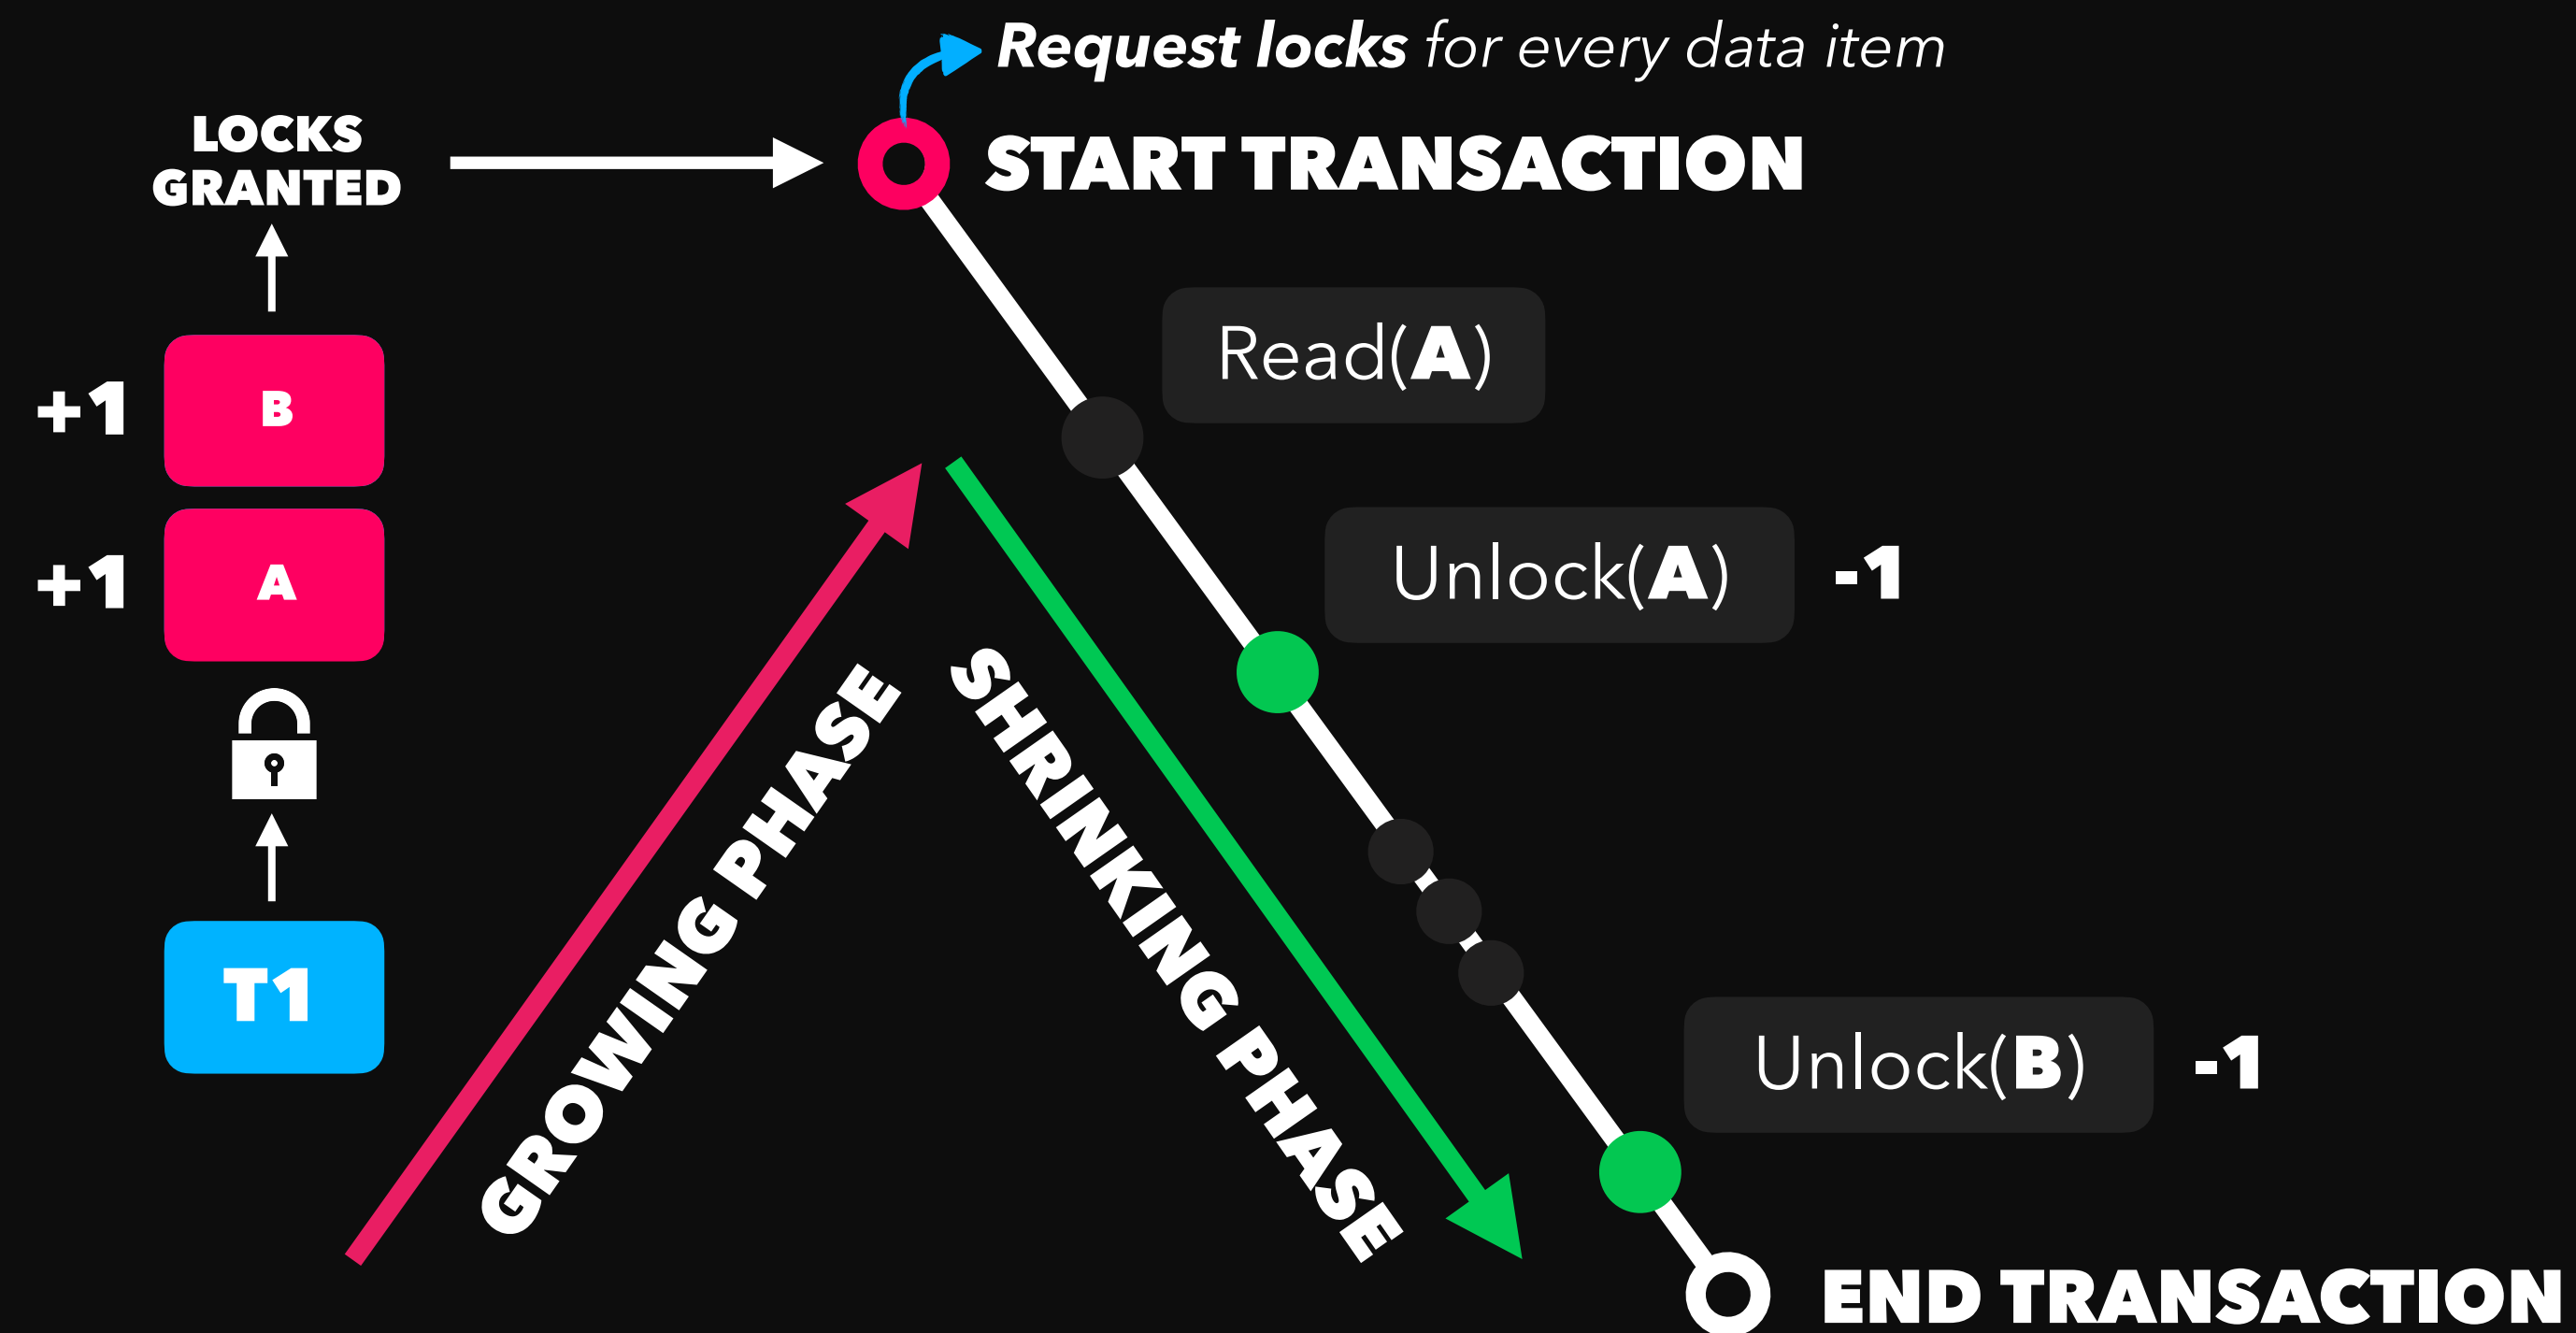 Request locks for every data item
LOCKS
GRANTED
START TRANSACTION
Read(A)
+1
B
Unlock(A)
-1
+1
A
GROWING PHASE
SHRINKING PHASE
T1
Unlock(B)
-1
END TRANSACTION